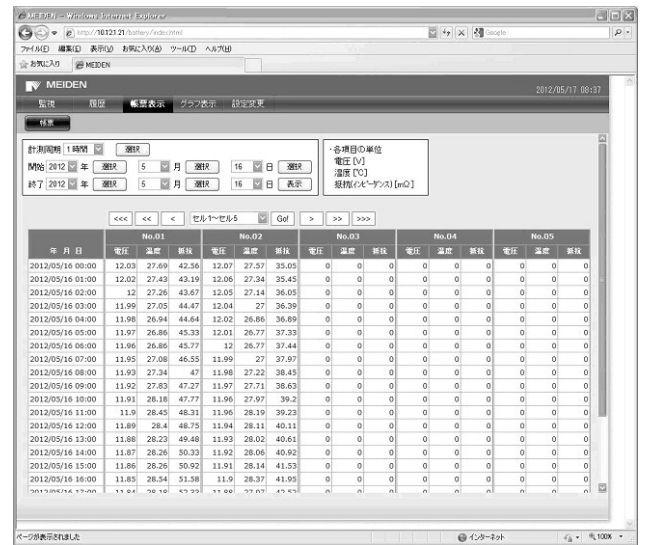 MEIDEN - Windows Internet Explorer
http://10.121.21/battery/index.html
Google
ファイル(F) 編集(E) 表示(V) お気に入り(A) ツール(T) ヘルプ(H)
お気に入り MEIDEN
MEIDEN
2012/05/17 08:37
監視 履歴 帳票表示 グラフ表示 設定変更
帳票
計測周期 1時間 選択
開始 2012 年 選択 5 月 選択 16 日 選択
終了 2012 年 選択 5 月 選択 16 日 表示
・各項目の単位
電圧 [V]
温度 [℃]
抵抗(インピーダンス) [mΩ]
<<< << < セル1～セル5 Go! > >> >>>
No.01 No.02 No.03 No.04 No.05
年 月 日 電圧 温度 抵抗 電圧 温度 抵抗 電圧 温度 抵抗 電圧 温度 抵抗 電圧 温度 抵抗
2012/05/16 00:00 12.03 27.69 42.56 12.07 27.57 35.05 0 0 0 0 0 0 0 0 0
2012/05/16 01:00 12.02 27.43 43.19 12.06 27.34 35.45 0 0 0 0 0 0 0 0 0
2012/05/16 02:00 12 27.26 43.67 12.05 27.14 36.05 0 0 0 0 0 0 0 0 0
2012/05/16 03:00 11.99 27.05 44.47 12.04 27 36.39 0 0 0 0 0 0 0 0 0
2012/05/16 04:00 11.98 26.94 44.64 12.02 26.86 36.89 0 0 0 0 0 0 0 0 0
2012/05/16 05:00 11.97 26.86 45.33 12.01 26.77 37.33 0 0 0 0 0 0 0 0 0
2012/05/16 06:00 11.96 26.86 45.77 12 26.77 37.44 0 0 0 0 0 0 0 0 0
2012/05/16 07:00 11.95 27.08 46.55 11.99 27 37.97 0 0 0 0 0 0 0 0 0
2012/05/16 08:00 11.93 27.34 47 11.98 27.22 38.45 0 0 0 0 0 0 0 0 0
2012/05/16 09:00 11.92 27.83 47.27 11.97 27.71 38.63 0 0 0 0 0 0 0 0 0
2012/05/16 10:00 11.91 28.18 47.77 11.96 27.97 39.2 0 0 0 0 0 0 0 0 0
2012/05/16 11:00 11.9 28.45 48.31 11.96 28.19 39.23 0 0 0 0 0 0 0 0 0
2012/05/16 12:00 11.89 28.4 48.75 11.94 28.11 40.11 0 0 0 0 0 0 0 0 0
2012/05/16 13:00 11.88 28.23 49.48 11.93 28.02 40.61 0 0 0 0 0 0 0 0 0
2012/05/16 14:00 11.87 28.26 50.33 11.92 28.06 40.92 0 0 0 0 0 0 0 0 0
2012/05/16 15:00 11.86 28.26 50.92 11.91 28.14 41.53 0 0 0 0 0 0 0 0 0
2012/05/16 16:00 11.85 28.54 51.58 11.9 28.37 41.95 0 0 0 0 0 0 0 0 0
2012/05/16 17:00 11.84 28.18 52.33 11.88 27.97 42.52 0 0 0 0 0 0 0 0 0
ページが表示されました
インターネット
100%